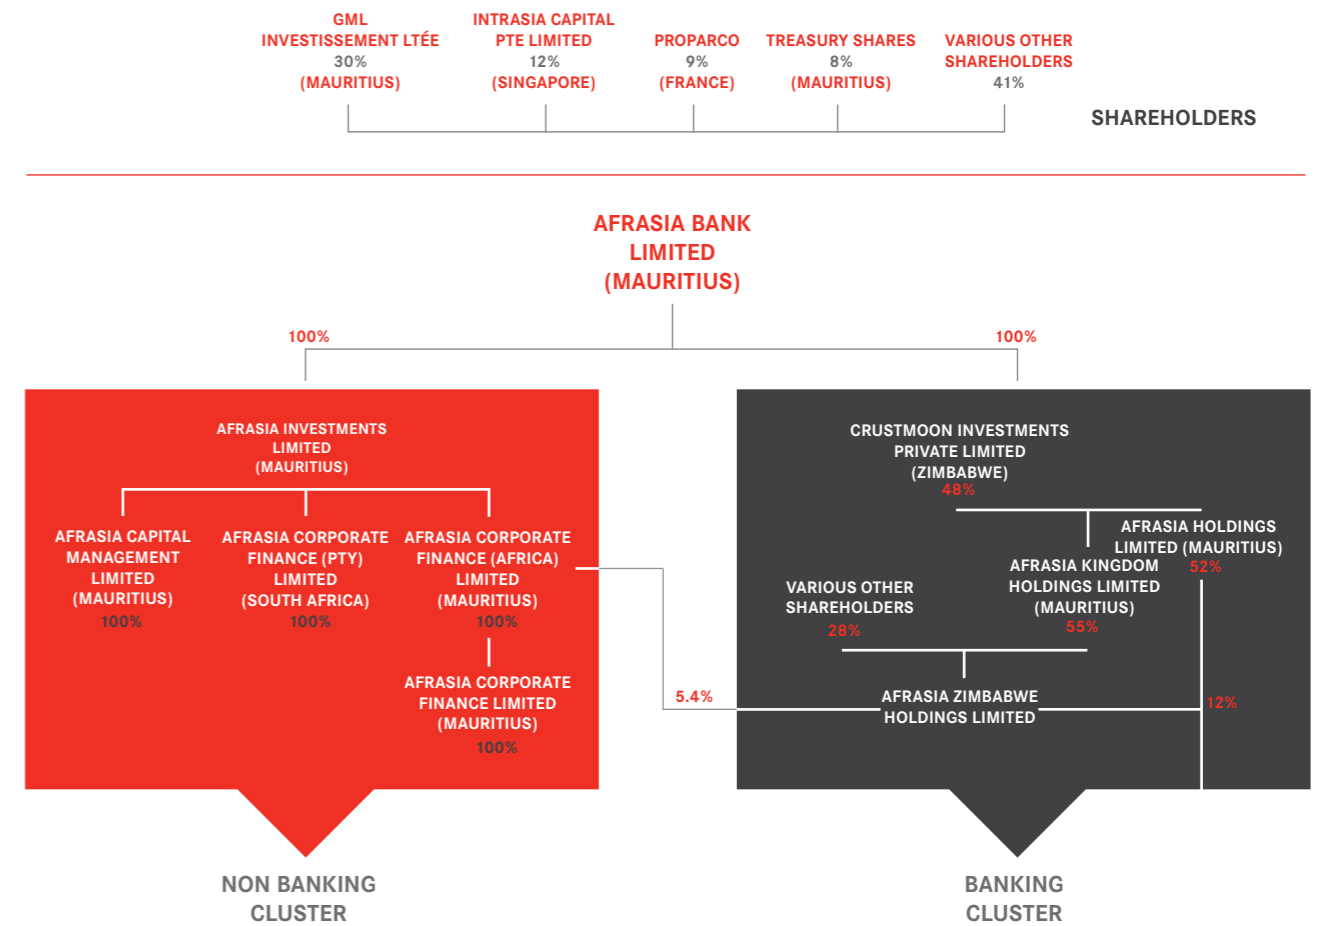 GML
INVESTISSEMENT LTÉE
30%
(MAURITIUS)
INTRASIA CAPITAL
PTE LIMITED
12%
(SINGAPORE)
PROPARCO
9%
(FRANCE)
TREASURY SHARES
8%
(MAURITIUS)
VARIOUS OTHER
SHAREHOLDERS
41%
SHAREHOLDERS
AFRASIA BANK
LIMITED
(MAURITIUS)
100%
100%
AFRASIA INVESTMENTS
LIMITED
(MAURITIUS)
AFRASIA CAPITAL
MANAGEMENT
LIMITED
(MAURITIUS)
100%
AFRASIA CORPORATE
FINANCE (PTY)
LIMITED
(SOUTH AFRICA)
100%
AFRASIA CORPORATE
FINANCE (AFRICA)
LIMITED
(MAURITIUS)
100%
AFRASIA CORPORATE
FINANCE LIMITED
(MAURITIUS)
100%
5.4%
CRUSTMOON INVESTMENTS
PRIVATE LIMITED
(ZIMBABWE)
48%
AFRASIA HOLDINGS
LIMITED (MAURITIUS)
52%
AFRASIA KINGDOM
HOLDINGS LIMITED
(MAURITIUS)
55%
VARIOUS OTHER
SHAREHOLDERS
28%
AFRASIA ZIMBABWE
HOLDINGS LIMITED
12%
NON BANKING
CLUSTER
BANKING
CLUSTER